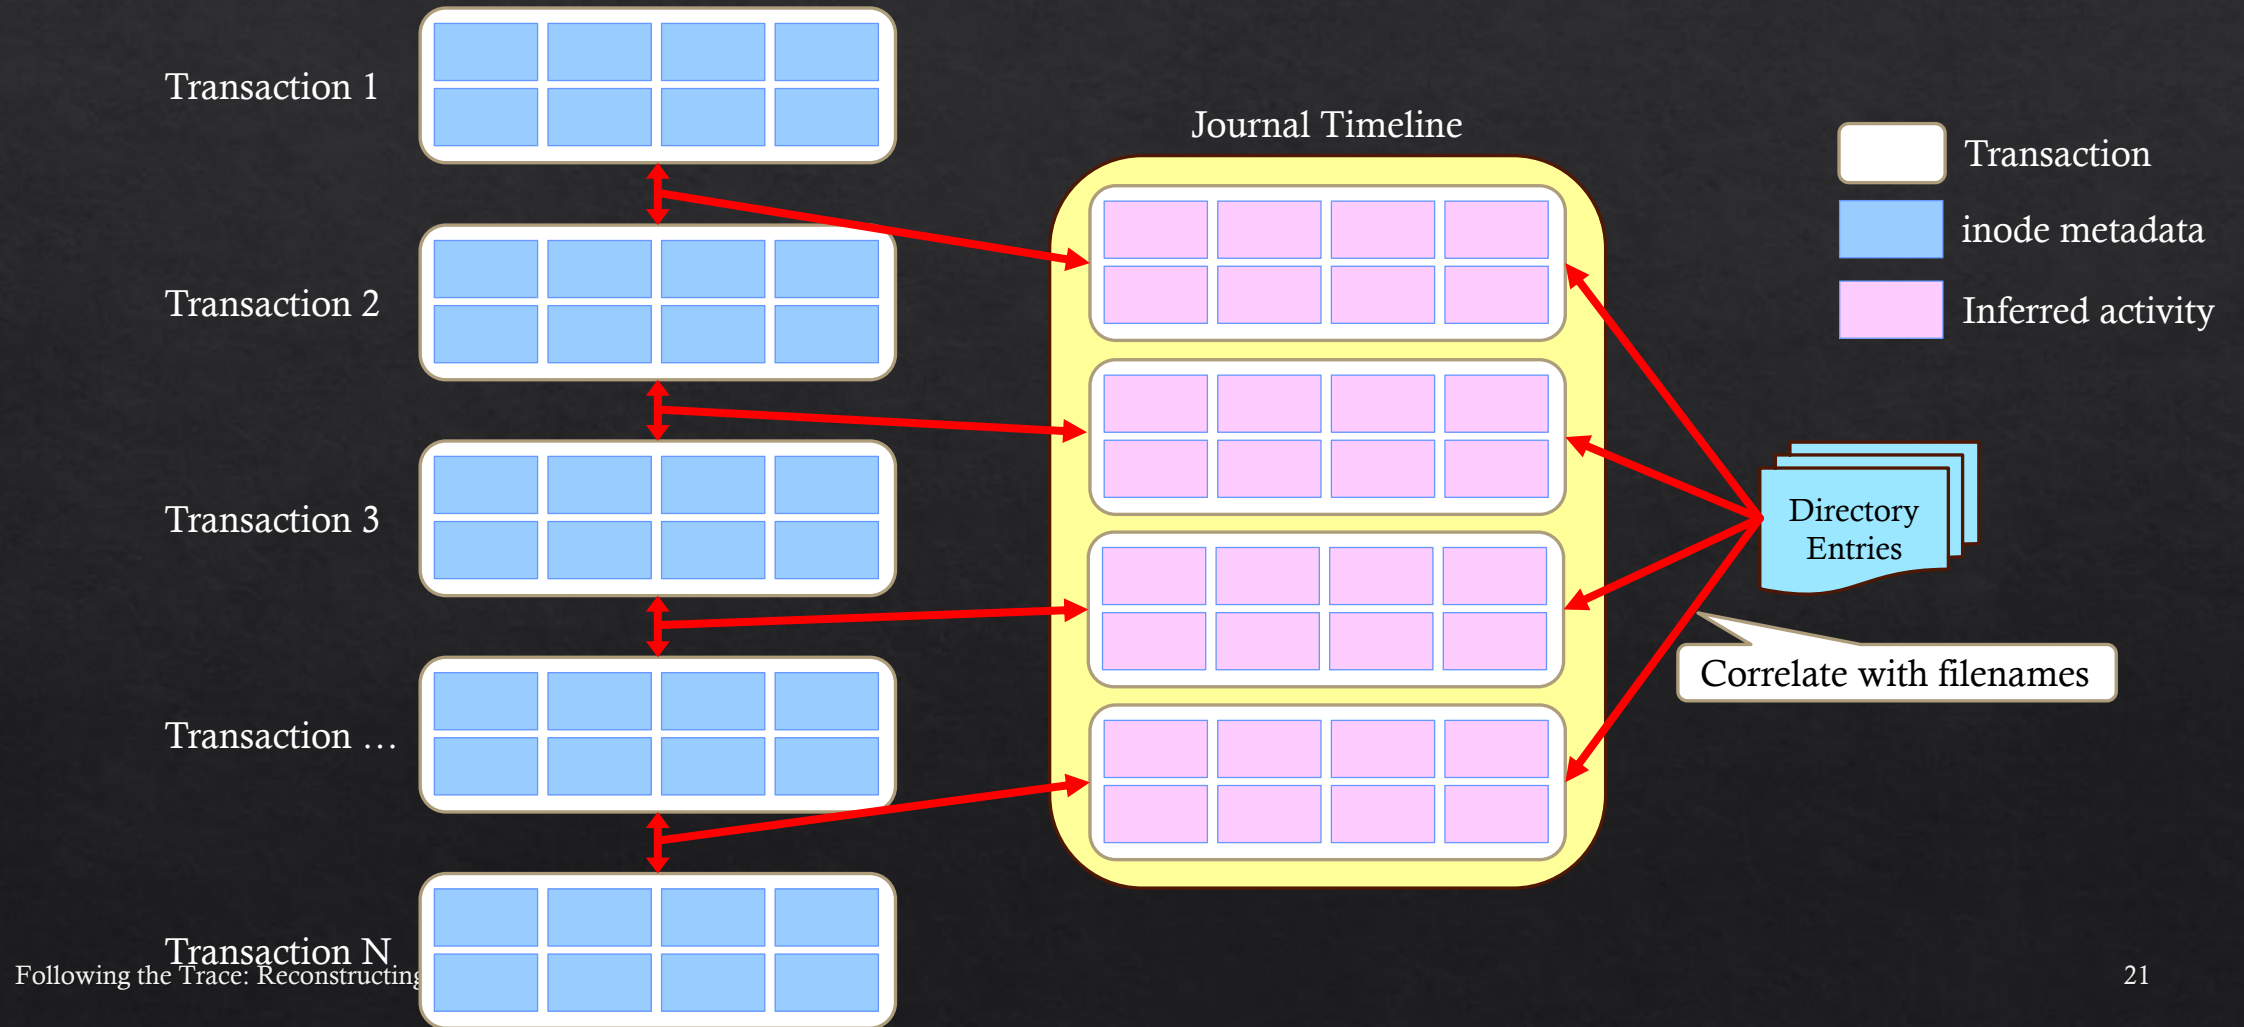 Transaction 1
Transaction 2
Transaction 3
Transaction …
Transaction N
Journal Timeline
Transaction
inode metadata
Inferred activity
Directory
Entries
Correlate with filenames
Following the Trace: Reconstructing
21